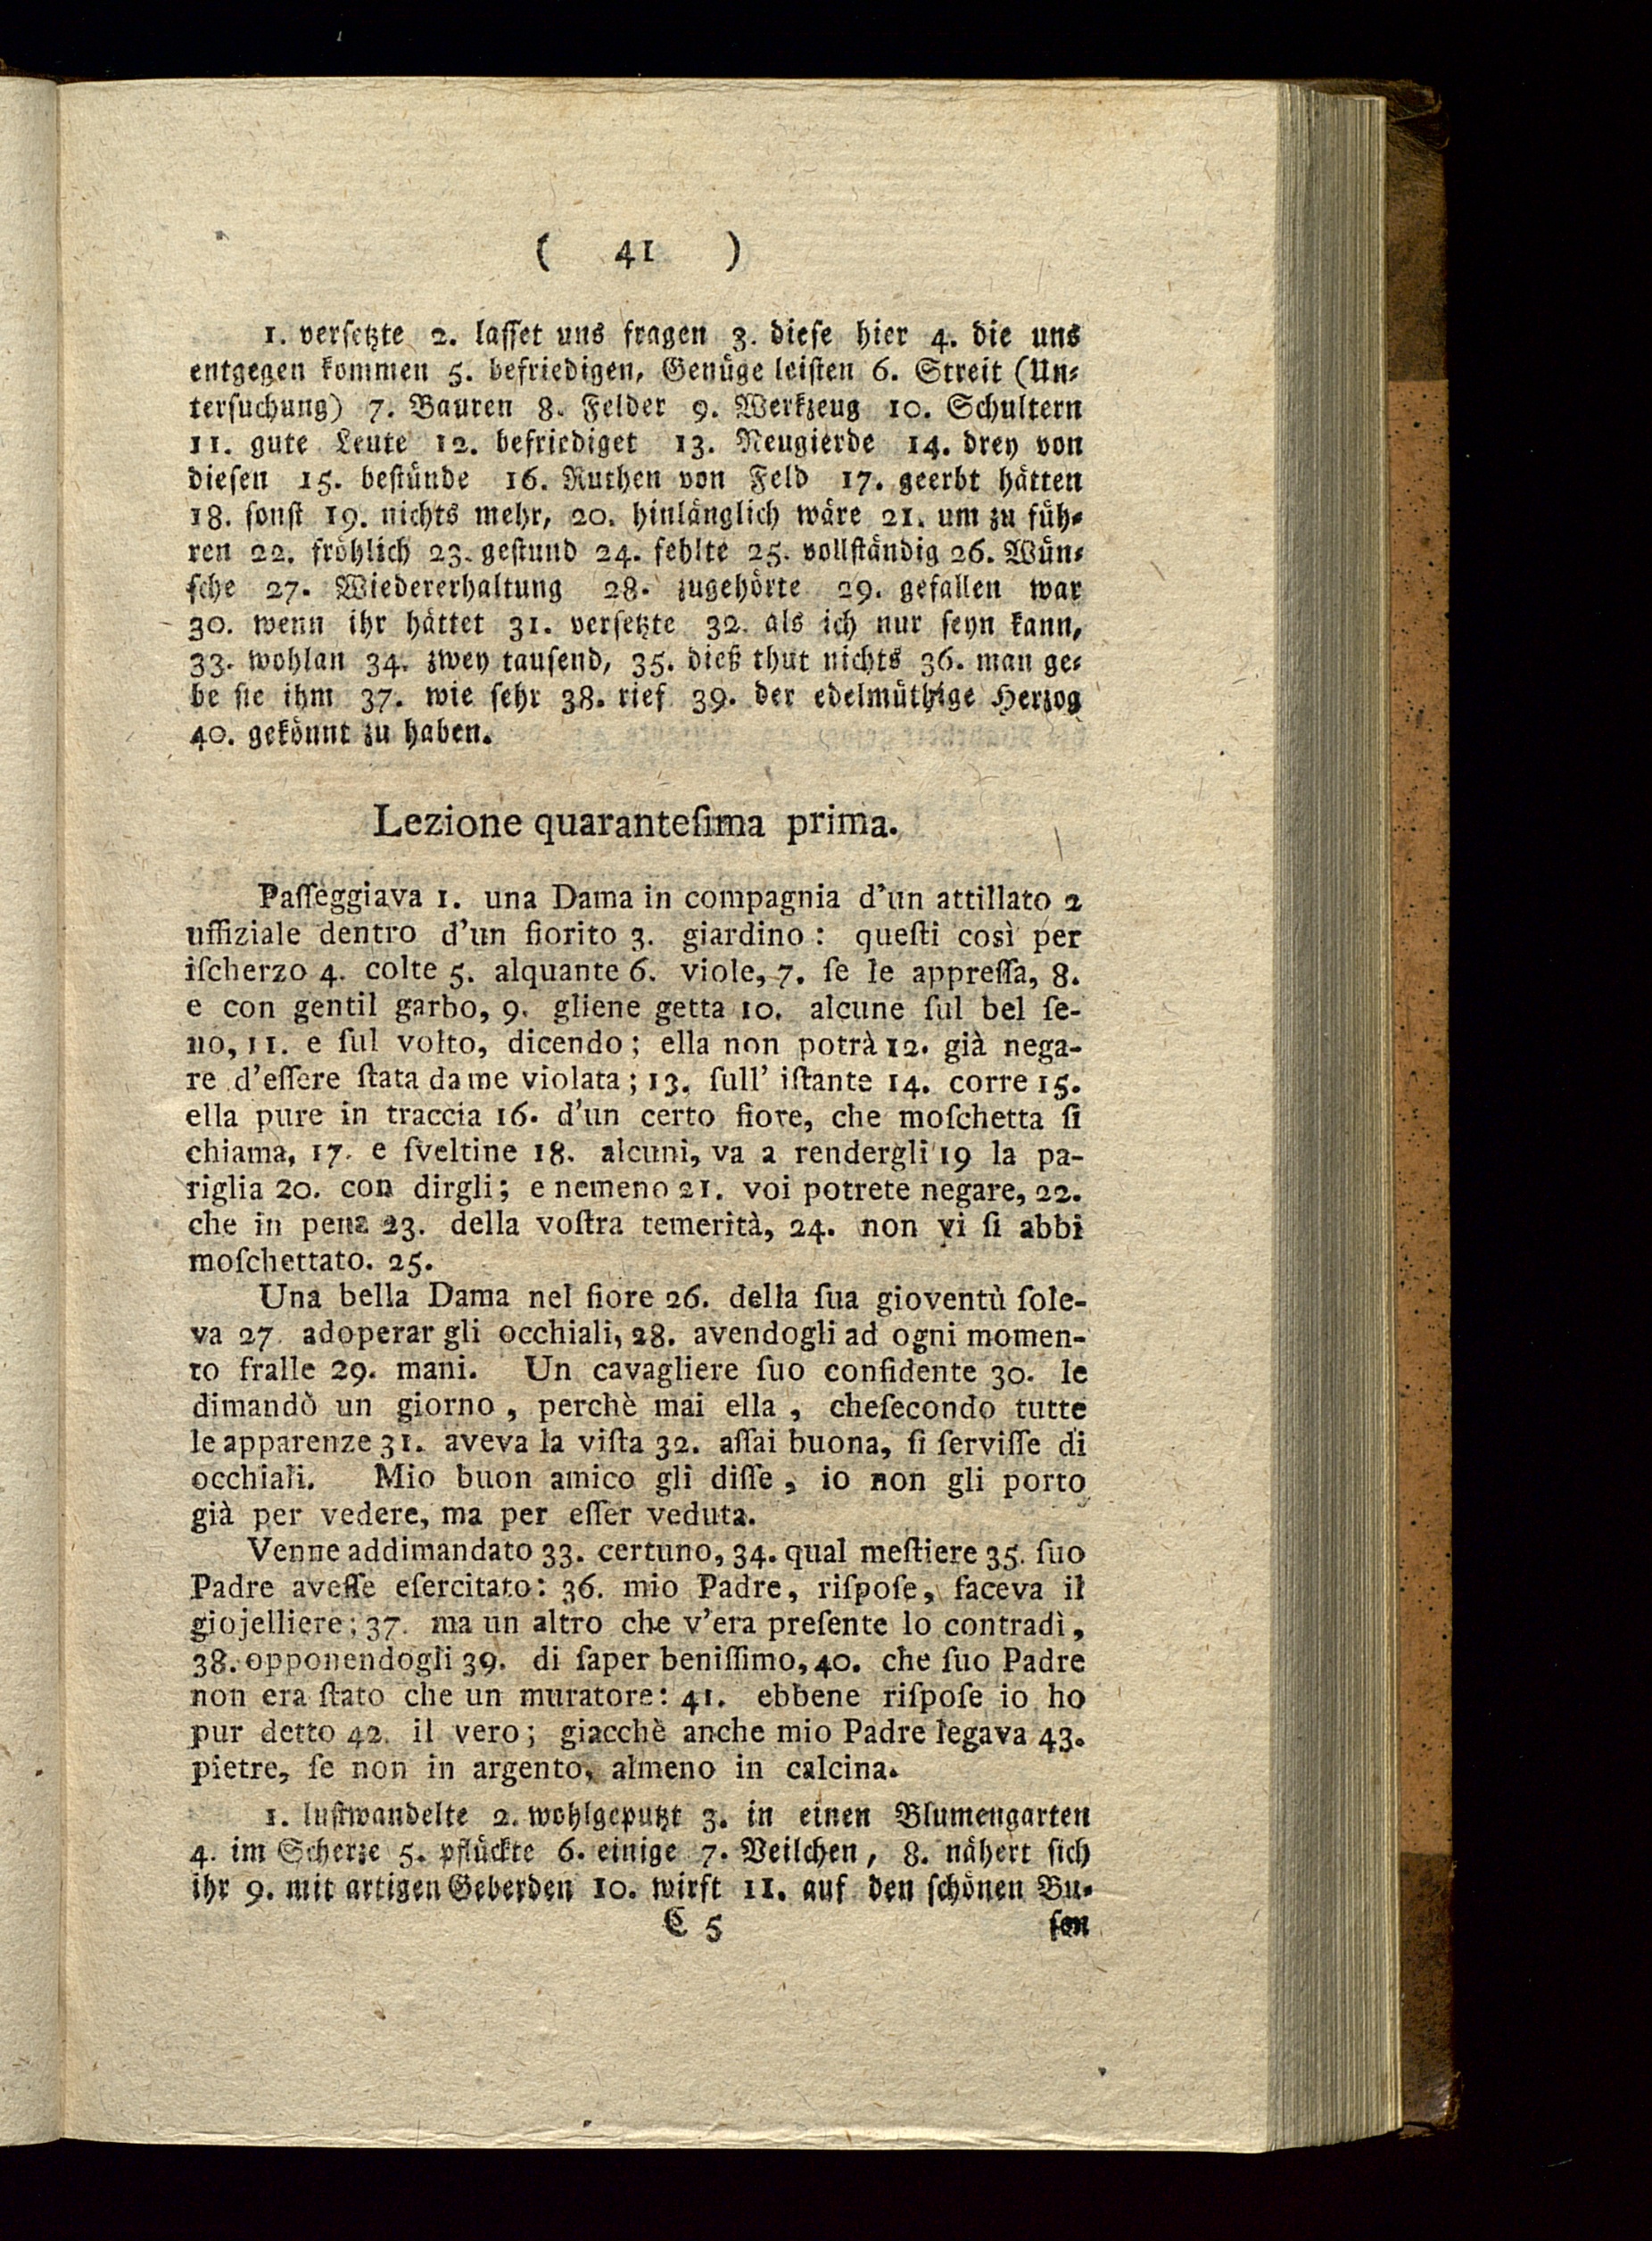 ( 41 )
1. verſetzte 2. laſſet uns fragen 3. dieſe hier 4. die uns
entgegen kommen 5. befriedigen, Genüge leiſten 6. Streit (Un⸗
terſuchung) 7. Bauren 8. Felder 9. Werkzeug 10. Schultern
11. gute Leute 12. befriediget 13. Neugierde 14. drey von
dieſen 15. beſtünde 16. Ruthen von Feld 17. geerbt hätten
18. ſonſt 19. nichts mehr, 20. hinlänglich wäre 21. um zu füh⸗
ren 22. fröhlich 23. geſtund 24. fehlte 25. vollſtändig 26. Wün⸗
ſche 27. Wiedererhaltung 28. zugehörte 29. gefallen war
30. wenn ihr hättet 31. verſetzte 32. als ich nur ſeyn kann,
33. wohlan 34. zwey tauſend, 35. dieß thut nichts 36. man ge⸗
be ſie ihm 37. wie ſehr 38. rief 39. der edelmüthige Herzog
40. gekönnt zu haben.
Lezione quaranteſima prima.
Paſſeggiava 1. una Dama in compagnia d'un attillato 2
uffiziale dentro d'un fiorito 3. giardino: queſti così per
iſcherzo 4. colte 5. alquante 6. viole, 7. ſe le appreſſa, 8.
e con gentil garbo, 9. gliene getta 10. alcune ſul bel ſe-
no, 11. e ſul volto, dicendo; ella non potrà 12. già nega-
re d'eſſere ſtata da me violata; 13. ſull' iſtante 14. corre 15.
ella pure in traccia 16. d'un certo fiore, che moſchetta ſi
chiama, 17. e ſveltine 18. alcuni, va a rendergli 19 la pa-
riglia 20. con dirgli; e nemeno 21. voi potrete negare, 22.
che in pena 23. della voſtra temerità, 24. non vi ſi abbi
moſchettato. 25.
Una bella Dama nel fiore 26. della ſua gioventù ſole-
va 27. adoperar gli occhiali, 28. avendogli ad ogni momen-
to fralle 29. mani. Un cavagliere ſuo confidente 30. le
dimandò un giorno, perchè mai ella, cheſecondo tutte
le apparenze 31. aveva la viſta 32. aſſai buona, ſi ſerviſſe di
occhiali. Mio buon amico gli diſſe, io non gli porto
già per vedere, ma per eſſer veduta.
Venne addimandato 33. certuno, 34. qual meſtiere 35. ſuo
Padre aveſſe eſercitato: 36. mio Padre, riſpoſe, faceva il
giojelliere; 37. ma un altro che v'era preſente lo contradì,
38. opponendogli 39. di ſaper beniſſimo, 40. che ſuo Padre
non era ſtato che un muratore: 41. ebbene riſpoſe io ho
pur detto 42. il vero; giacchè anche mio Padre legava 43.
pietre, ſe non in argento, almeno in calcina.
1. luſtwandelte 2. wohlgeputzt 3. in einen Blumengarten
4. im Scherze 5. pflückte 6. einige 7. Veilchen, 8. nähert ſich
ihr 9. mit artigen Geberden 10. wirft 11. auf den ſchönen Bu⸗
C 5 ſen